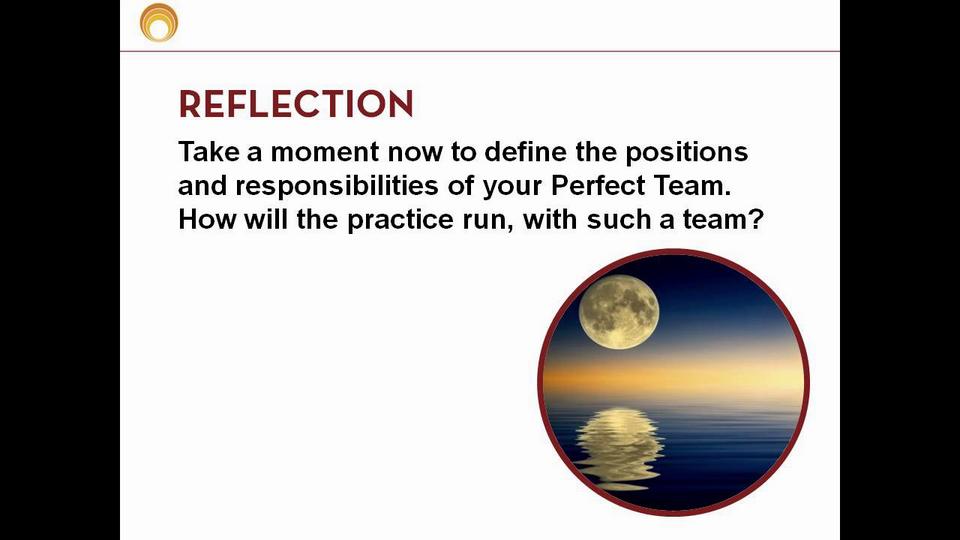 REFLECTION
Take a moment now to define the positions
and responsibilities of your Perfect Team.
How will the practice run, with such a team?